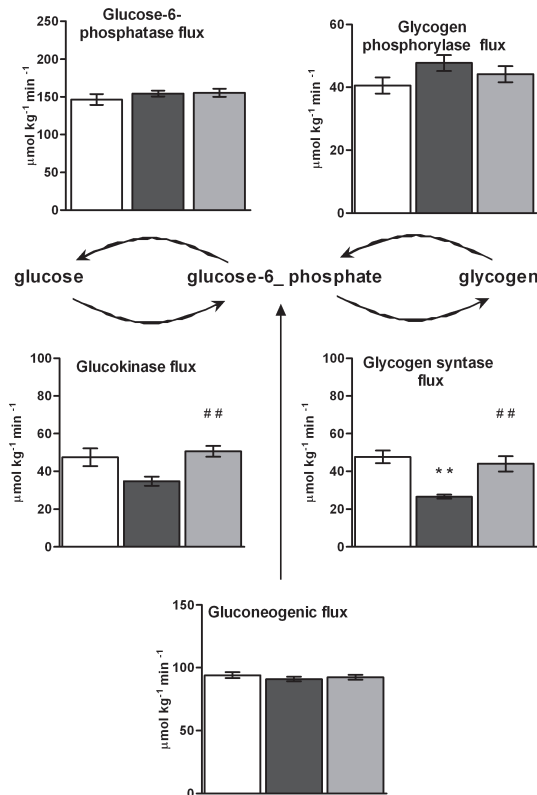 Glucose-6-
phosphatase flux
μmol kg-1 min -1
250
200
150
100
50
0
Glycogen
phosphorylase flux
μmol kg-1 min -1
60
40
20
0
glucose
glucose-6_ phosphate
glycogen
Glucokinase flux
μmol kg-1 min -1
100
80
60
40
20
0
# #
Glycogen syntase
flux
μmol kg-1 min -1
100
80
60
40
20
0
* *
# #
Gluconeogenic flux
μmol kg-1 min -1
150
100
50
0